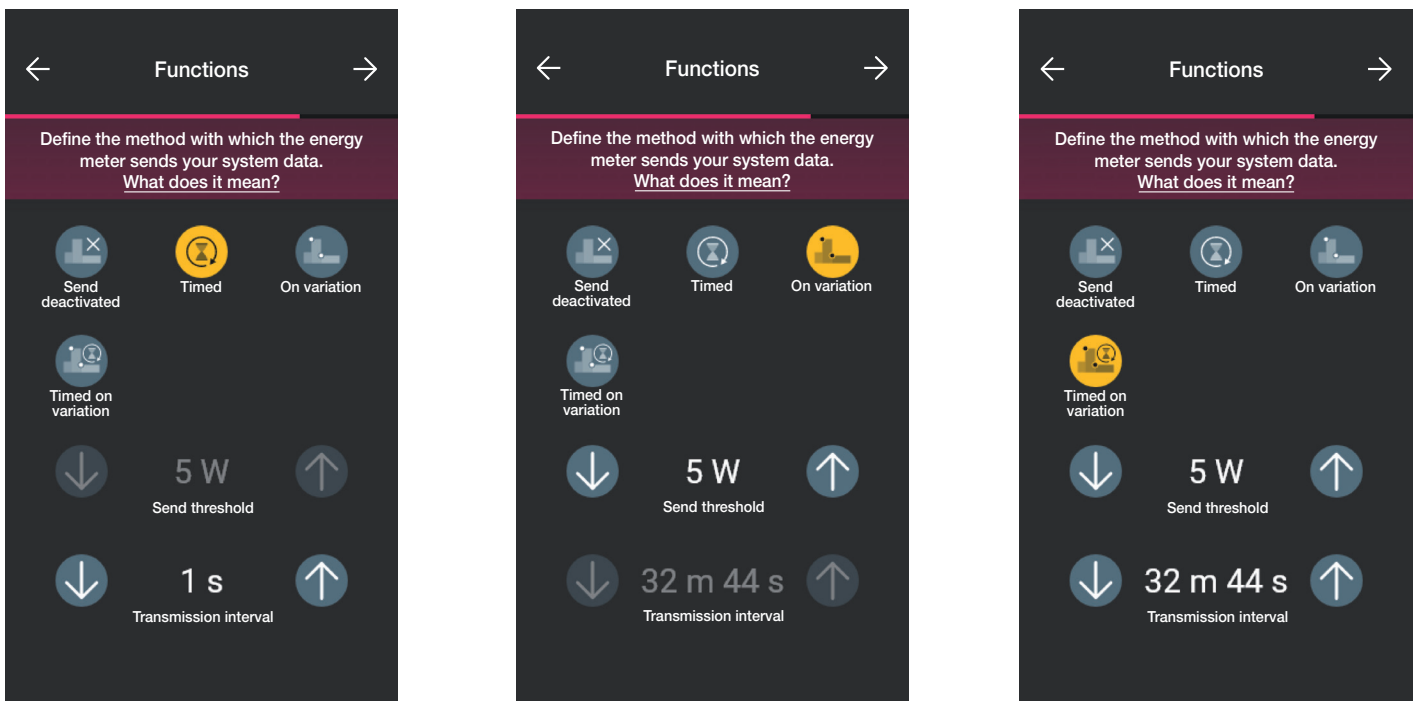 Functions
Define the method with which the energy
meter sends your system data.
What does it mean?
Send
deactivated
Timed
On variation
Timed on
variation
5 W
Send threshold
1 s
Transmission interval
Functions
Define the method with which the energy
meter sends your system data.
What does it mean?
Send
deactivated
Timed
On variation
Timed on
variation
5 W
Send threshold
32 m 44 s
Transmission interval
Functions
Define the method with which the energy
meter sends your system data.
What does it mean?
Send
deactivated
Timed
On variation
Timed on
variation
5 W
Send threshold
32 m 44 s
Transmission interval